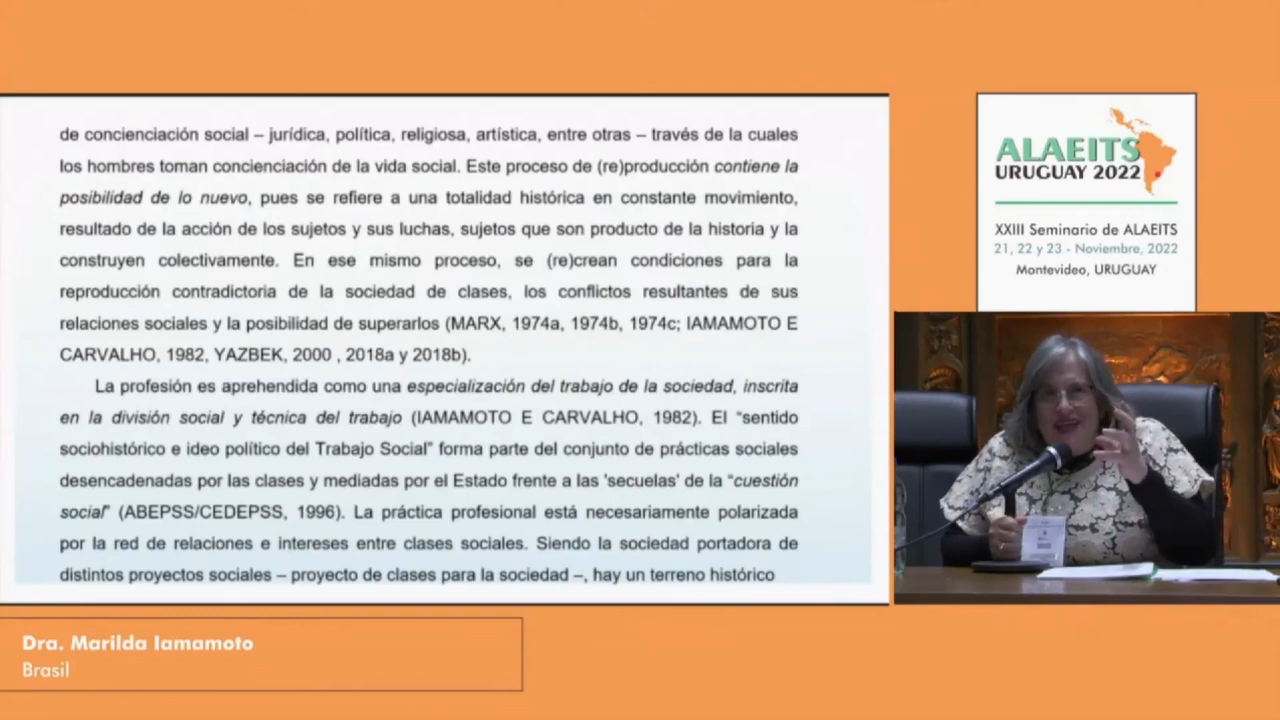 de concienciación social – jurídica, política, religiosa, artística, entre otras – través de la cuales
los hombres toman concienciación de la vida social. Este proceso de (re)producción contiene la
posibilidad de lo nuevo, pues se refiere a una totalidad histórica en constante movimiento,
resultado de la acción de los sujetos y sus luchas, sujetos que son producto de la historia y la
construyen colectivamente. En ese mismo proceso, se (re)crean condiciones para la
reproducción contradictoria de la sociedad de clases, los conflictos resultantes de sus
relaciones sociales y la posibilidad de superarlos (MARX, 1974a, 1974b, 1974c; IAMAMOTO E
CARVALHO, 1982, YAZBEK, 2000 , 2018a y 2018b).
La profesión es aprehendida como una especialización del trabajo de la sociedad, inscrita
en la división social y técnica del trabajo (IAMAMOTO E CARVALHO, 1982). El “sentido
sociohistórico e ideo político del Trabajo Social” forma parte del conjunto de prácticas sociales
desencadenadas por las clases y mediadas por el Estado frente a las 'secuelas' de la “cuestión
social” (ABEPSS/CEDEPSS, 1996). La práctica profesional está necesariamente polarizada
por la red de relaciones e intereses entre clases sociales. Siendo la sociedad portadora de
distintos proyectos sociales – proyecto de clases para la sociedad –, hay un terreno histórico
ALAEITS
URUGUAY 2022
XXIII Seminario de ALAEITS
21, 22 y 23 - Noviembre, 2022
Montevideo, URUGUAY
Dra. Marilda Iamamoto
Brasil